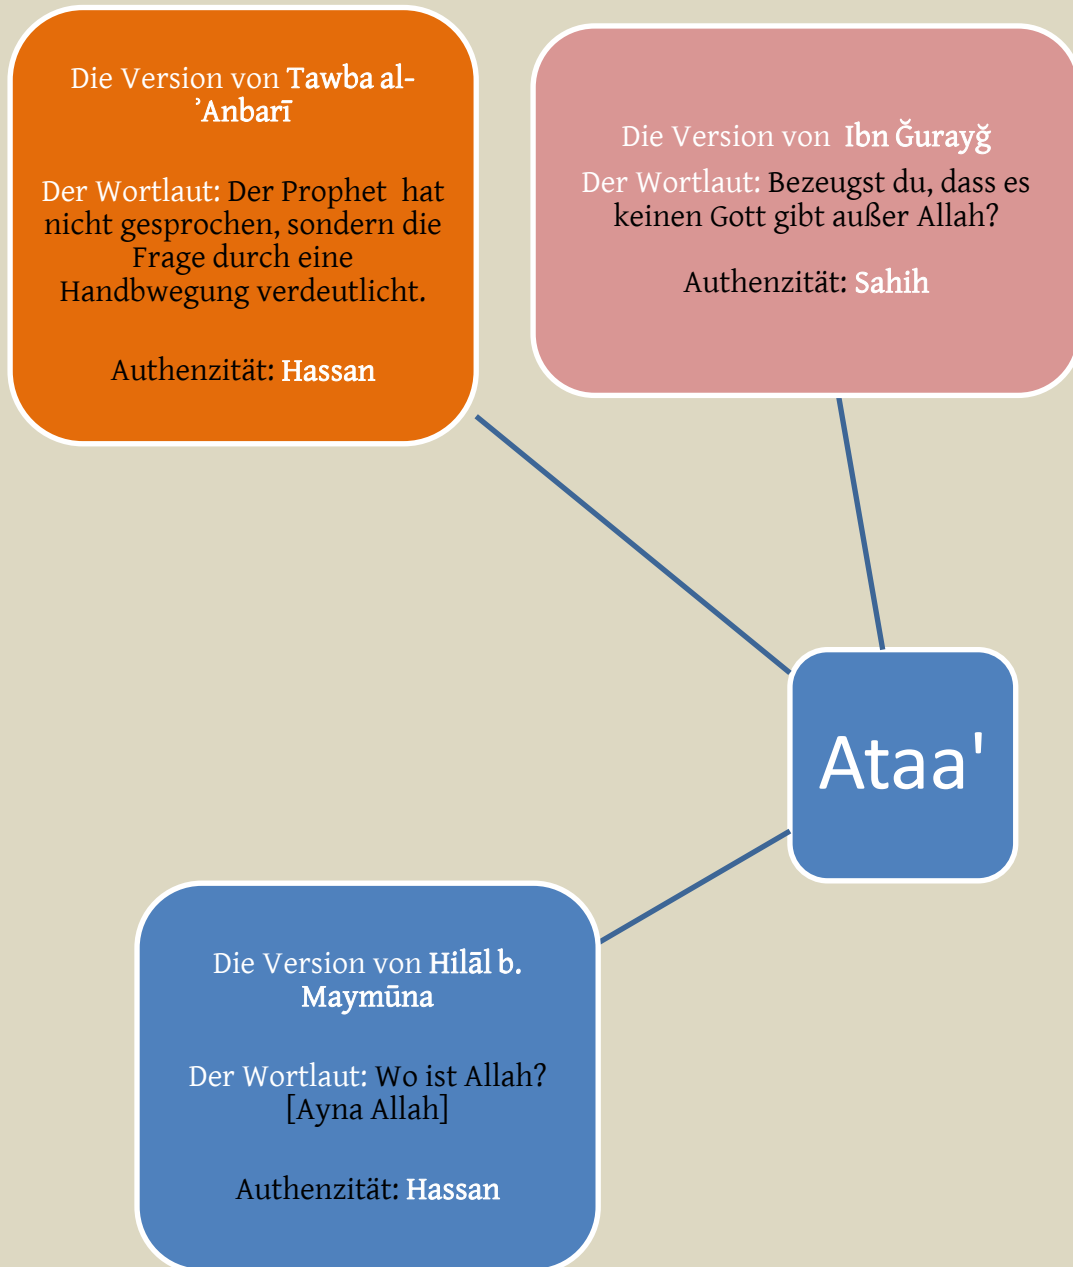 Die Version von Tawba al-
ʾAnbarī
Der Wortlaut: Der Prophet hat
nicht gesprochen, sondern die
Frage durch eine
Handbwegung verdeutlicht.
Authenzität: Hassan
Die Version von Ibn Ǧurayǧ
Der Wortlaut: Bezeugst du, dass es
keinen Gott gibt außer Allah?
Authenzität: Sahih
Ataa'
Die Version von Hilāl b.
Maymūna
Der Wortlaut: Wo ist Allah?
[Ayna Allah]
Authenzität: Hassan